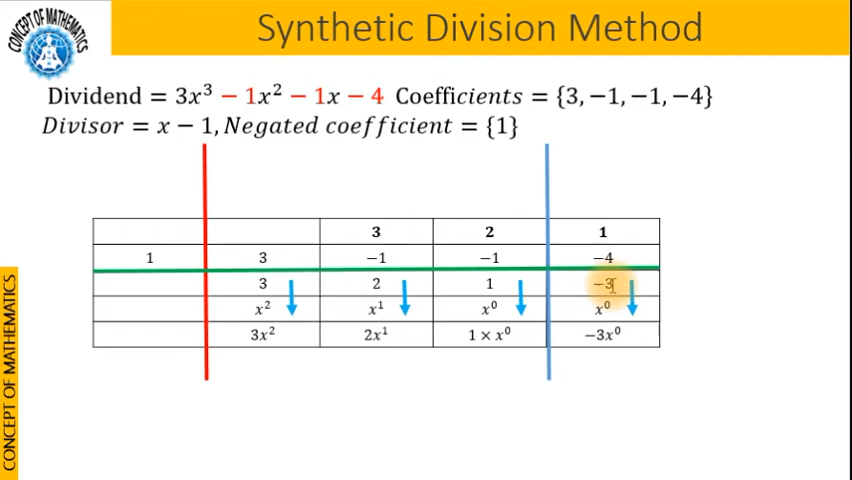 CONCEPT OF MATHEMATICS
Synthetic Division Method
Dividend = 3x³ − 1x² − 1x − 4 Coefficients = {3, −1, −1, −4}
Divisor = x − 1, Negated coefficient = {1}
3 2 1
1 3 −1 −1 −4
3 2 1 −3
x² x¹ x⁰ x⁰
3x² 2x¹ 1 × x⁰ −3x⁰
CONCEPT OF MATHEMATICS